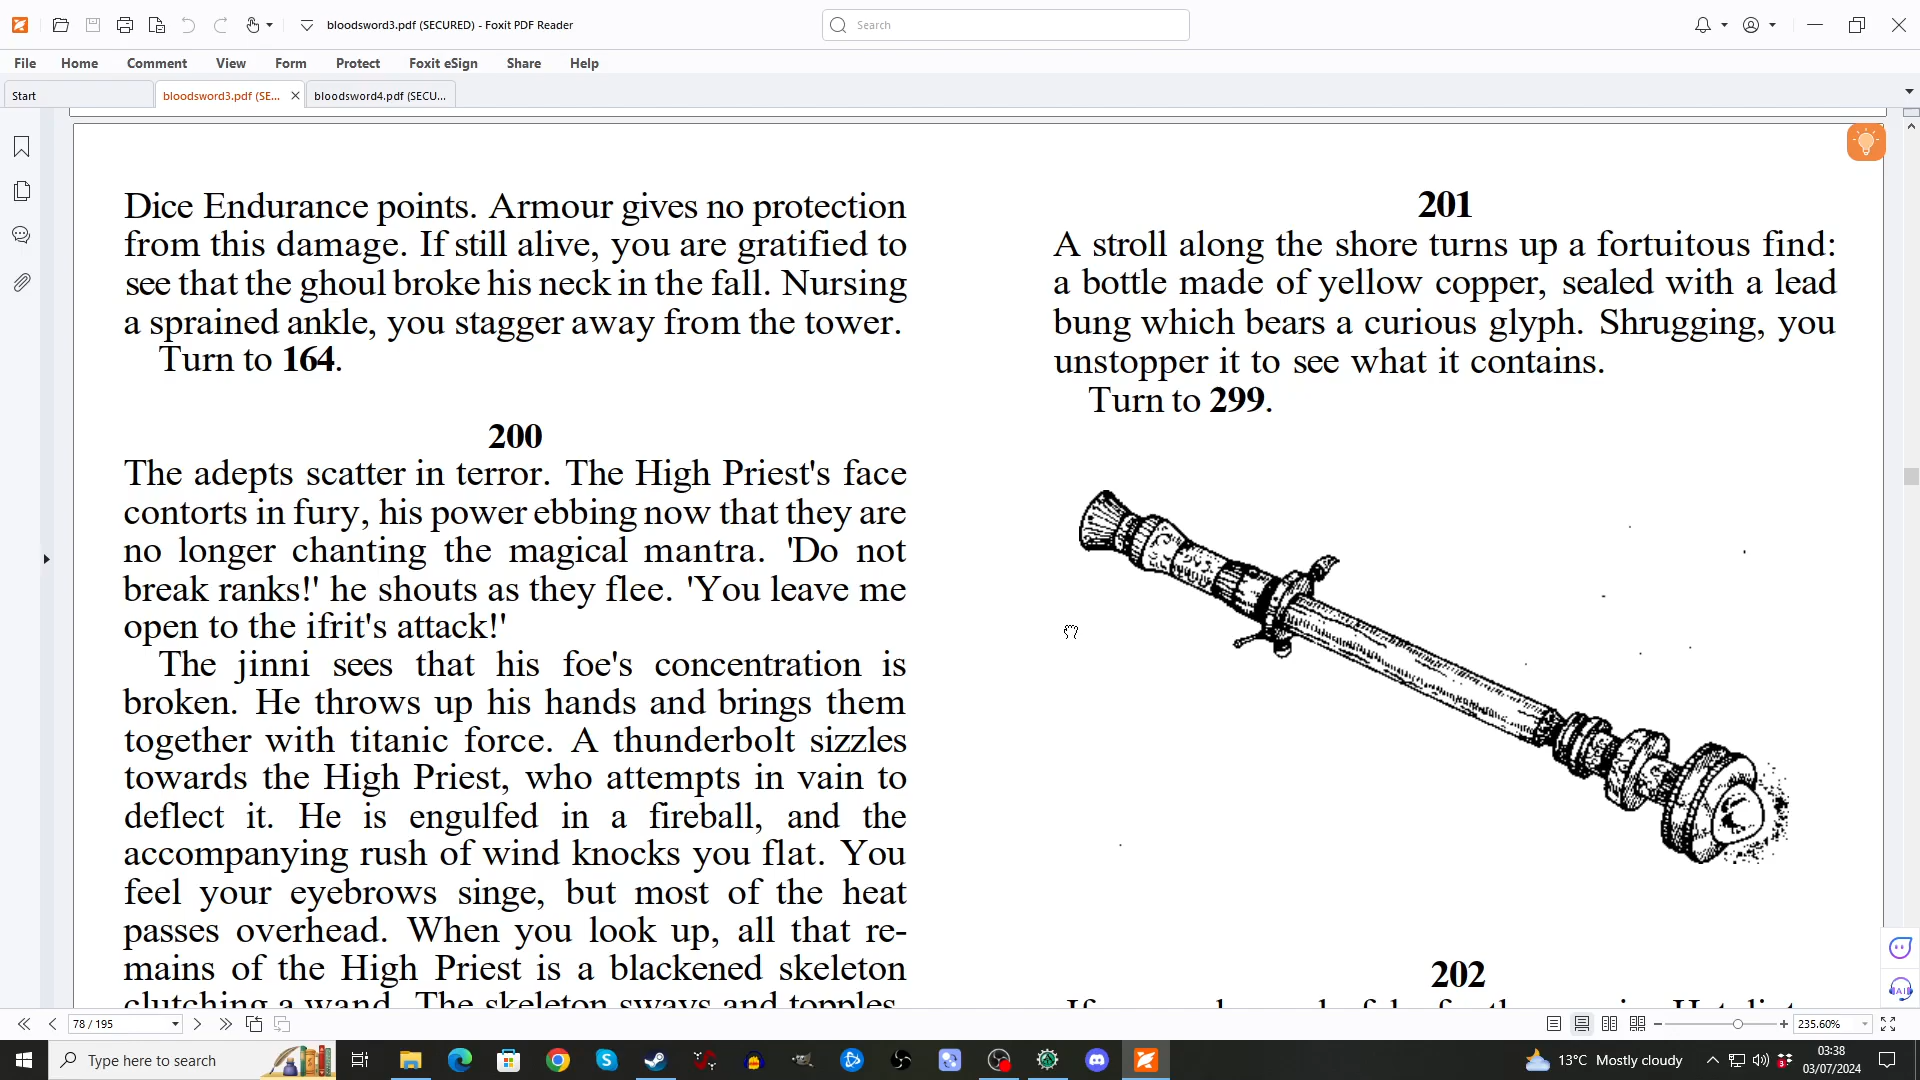 bloodsword3.pdf (SECURED) - Foxit PDF Reader
Search
File Home Comment View Form Protect Foxit eSign Share Help
Start
bloodsword3.pdf (SE...
bloodsword4.pdf (SECU...
Dice Endurance points. Armour gives no protection
from this damage. If still alive, you are gratified to
see that the ghoul broke his neck in the fall. Nursing
a sprained ankle, you stagger away from the tower.
Turn to 164.
200
The adepts scatter in terror. The High Priest's face
contorts in fury, his power ebbing now that they are
no longer chanting the magical mantra. 'Do not
break ranks!' he shouts as they flee. 'You leave me
open to the ifrit's attack!'
The jinni sees that his foe's concentration is
broken. He throws up his hands and brings them
together with titanic force. A thunderbolt sizzles
towards the High Priest, who attempts in vain to
deflect it. He is engulfed in a fireball, and the
accompanying rush of wind knocks you flat. You
feel your eyebrows singe, but most of the heat
passes overhead. When you look up, all that re-
mains of the High Priest is a blackened skeleton
clutching a wand. The skeleton sways and topples,
201
A stroll along the shore turns up a fortuitous find:
a bottle made of yellow copper, sealed with a lead
bung which bears a curious glyph. Shrugging, you
unstopper it to see what it contains.
Turn to 299.
202
78 / 195
235.60%
Type here to search
13°C Mostly cloudy
03:38
03/07/2024